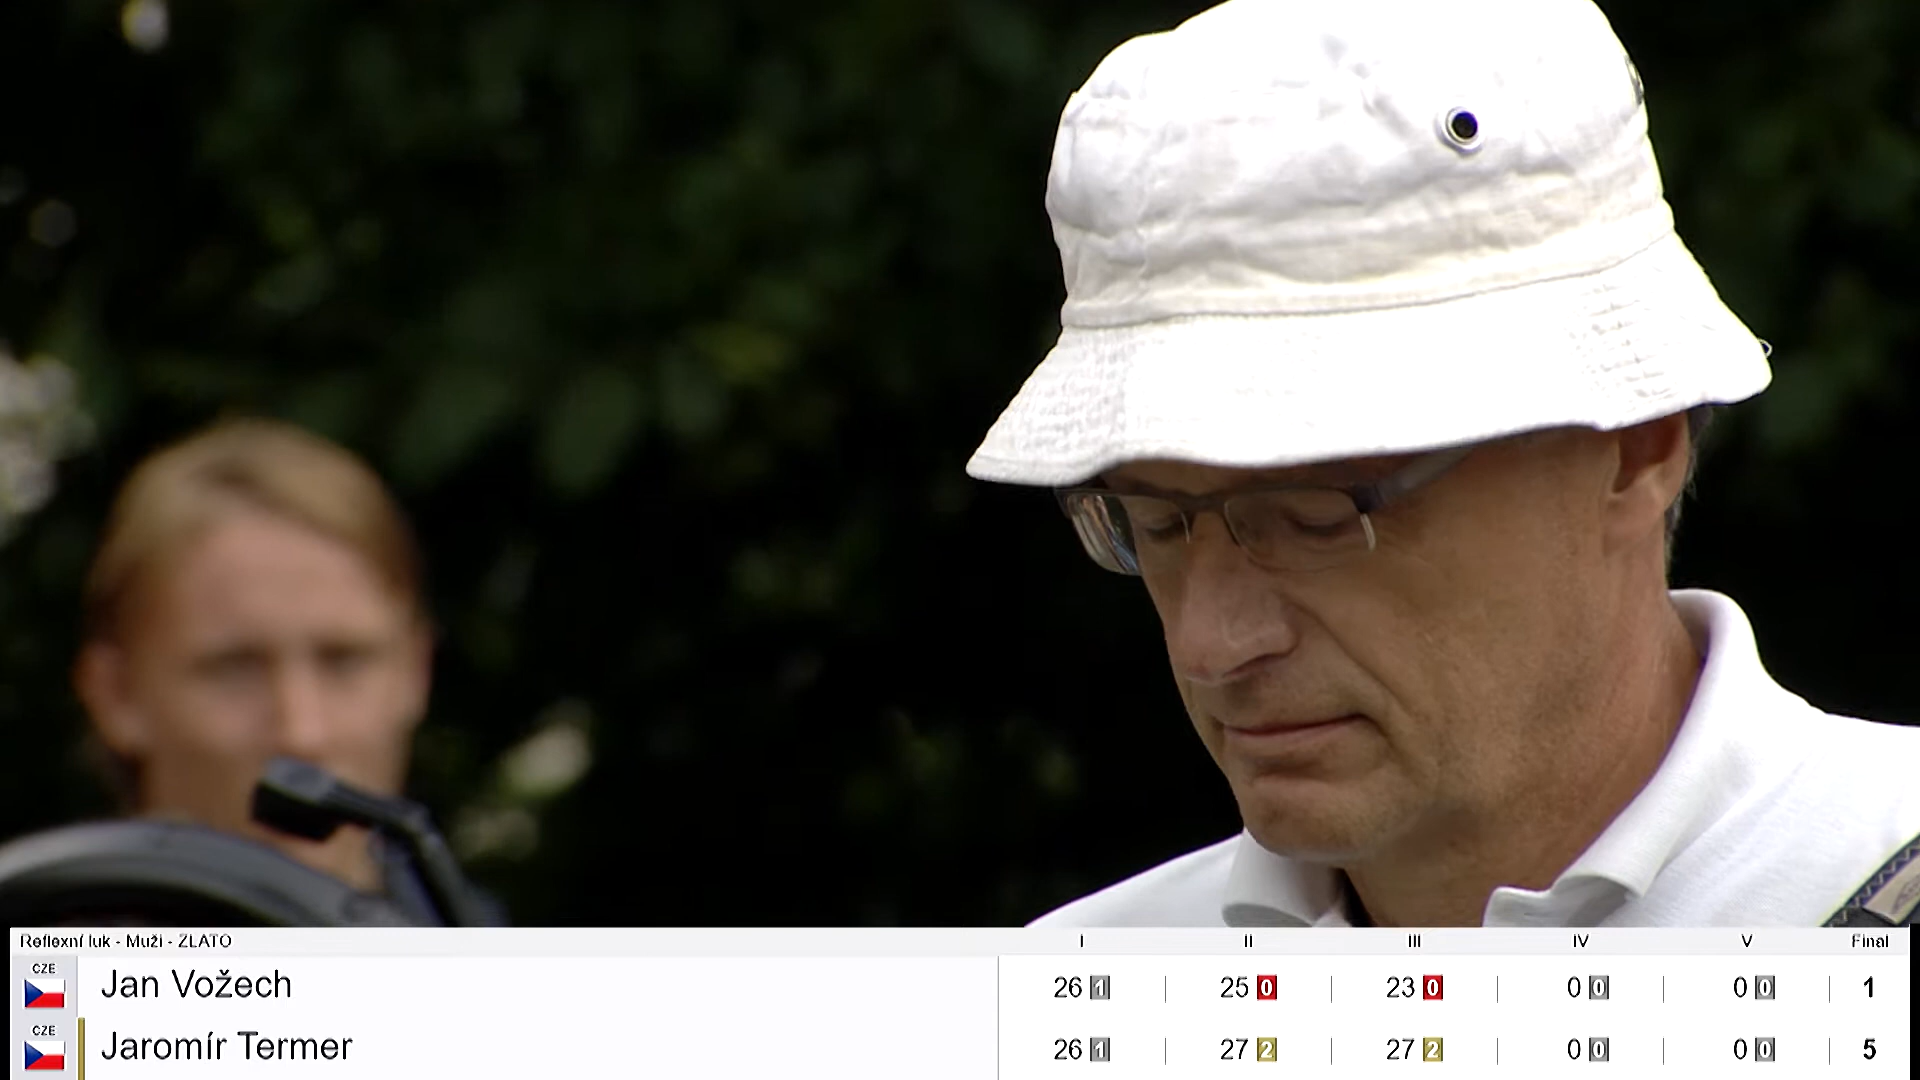 Reflexní luk - Muži - ZLATO I II III IV V Final
CZE Jan Vožech 26 1 25 0 23 0 0 0 0 0 1
CZE Jaromír Termer 26 1 27 2 27 2 0 0 0 0 5